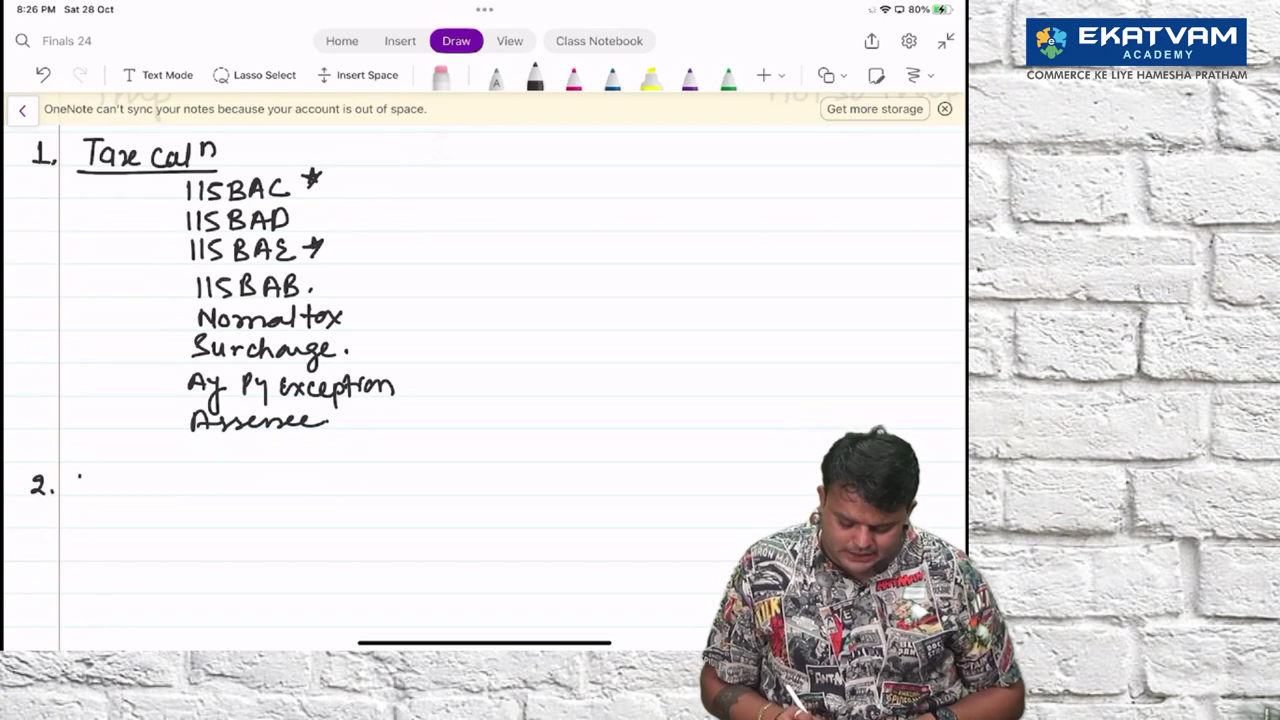 8:26 PM Sat 28 Oct
80%
Finals 24
Home Insert Draw View Class Notebook
Text Mode Lasso Select Insert Space
OneNote can't sync your notes because your account is out of space.
Get more storage
1. Taxe calⁿ
115BAC
115BAD
115BAE
115BAB.
Normal tax
Surcharge.
Ay Py Exception
Assessee.
2.
EKATVAM
ACADEMY
COMMERCE KE LIYE HAMESHA PRATHAM